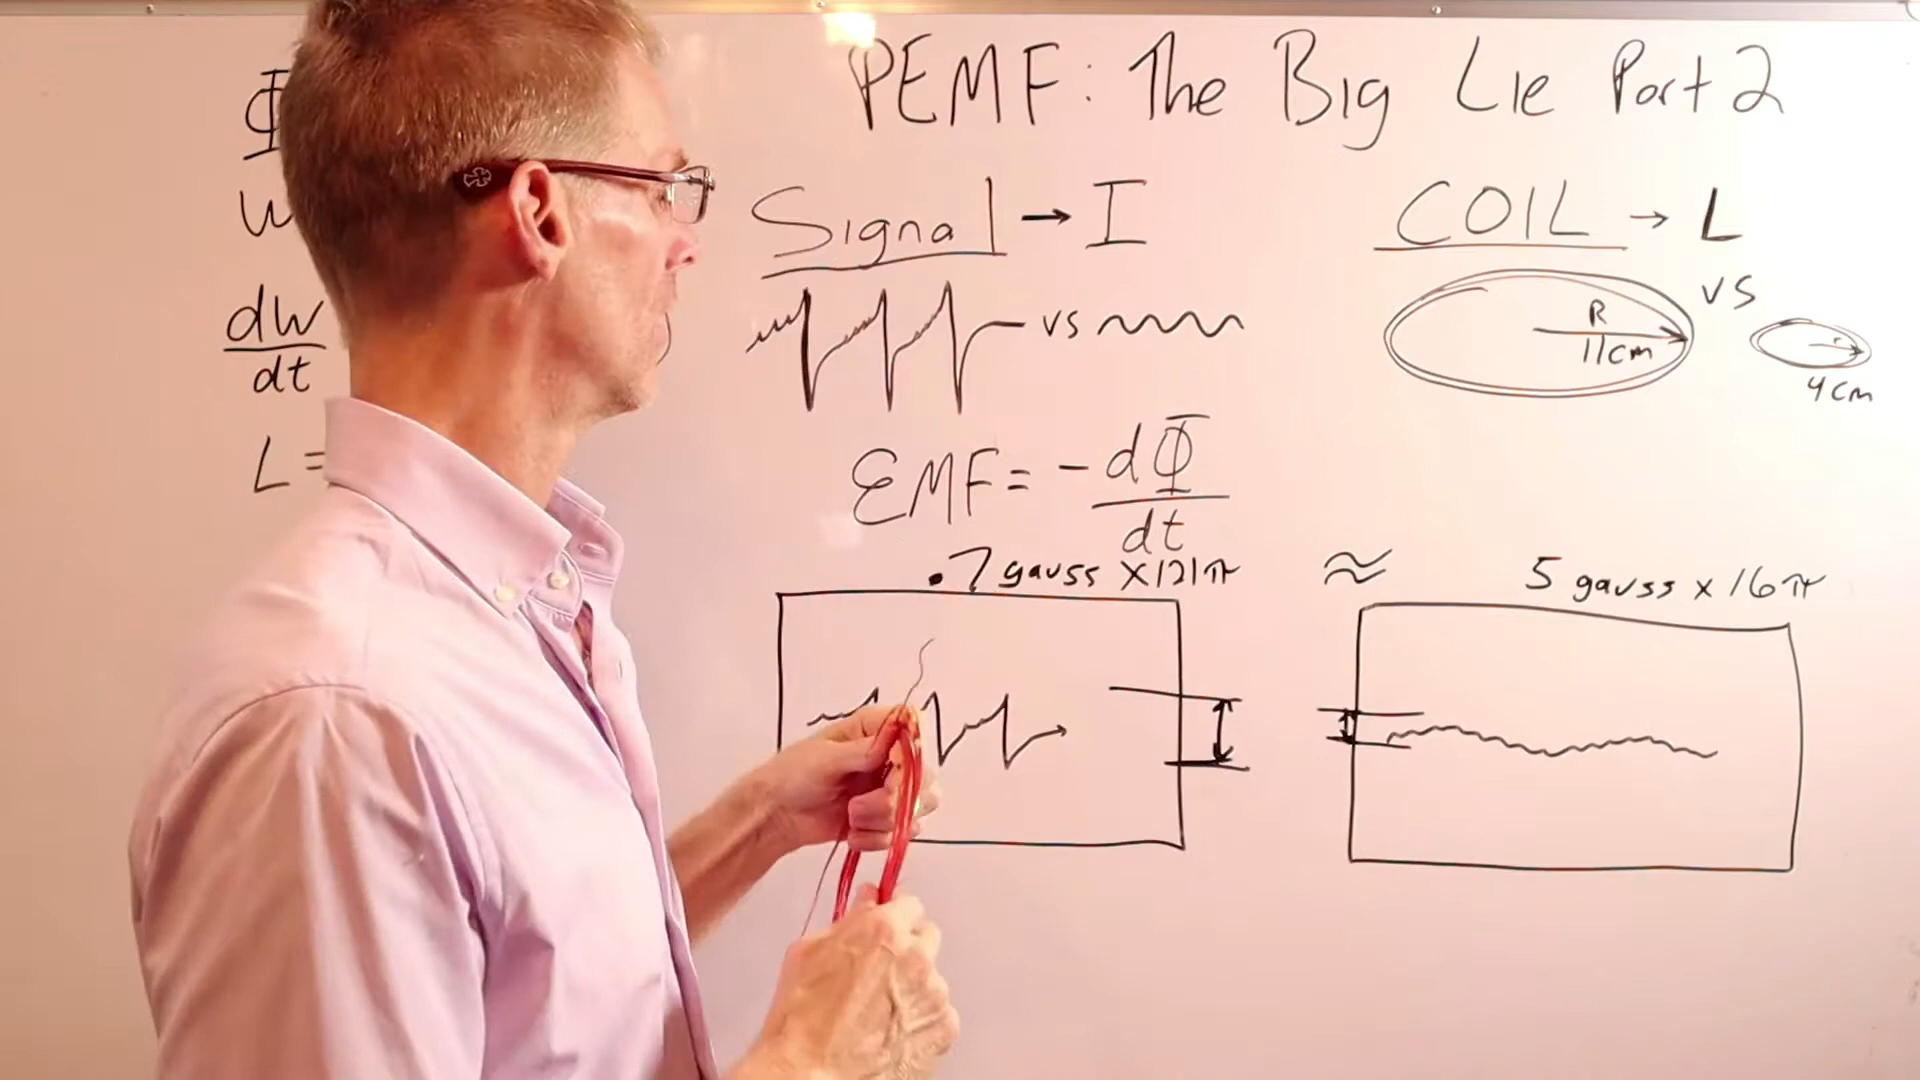 PEMF: The Big Lie Part 2
Φ
W
dw
dt
L =
Signal → I
vs
EMF = - dΦ
dt
COIL → L
R
11cm
vs
r
4cm
.7 gauss x 121π
≈
5 gauss x 16π